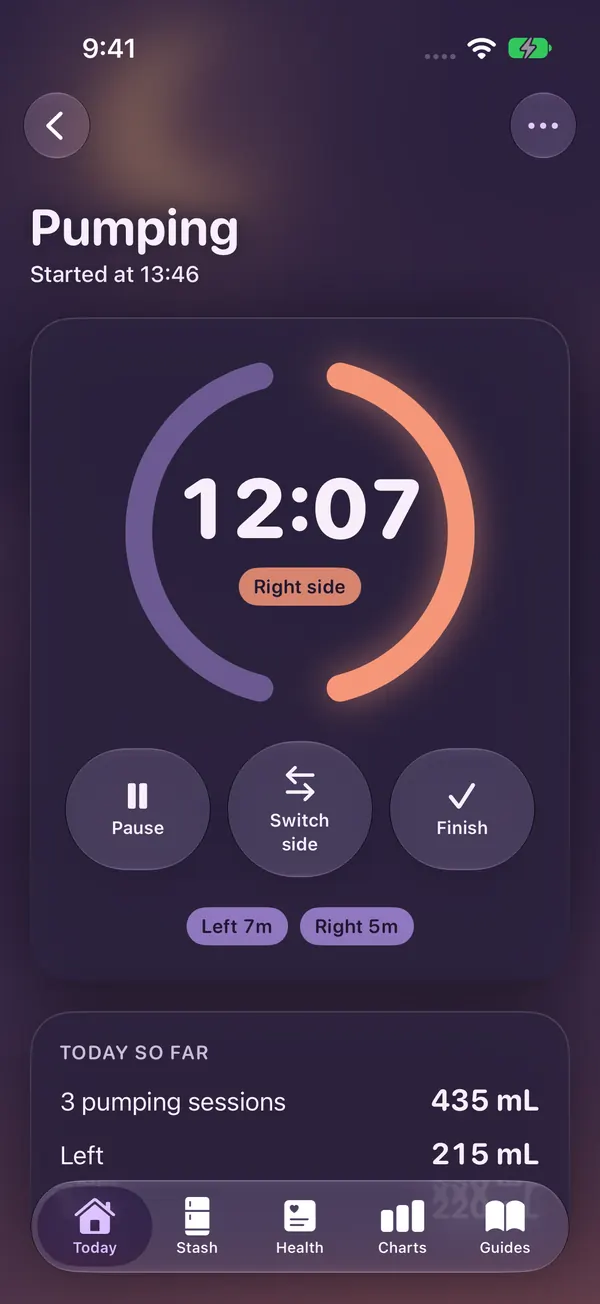 9:41
Pumping
Started at 13:46
12:07
Right side
Pause
Switch
side
Finish
Left 7m
Right 5m
TODAY SO FAR
3 pumping sessions
435 mL
Left
215 mL
Today
Stash
Health
Charts
Guides